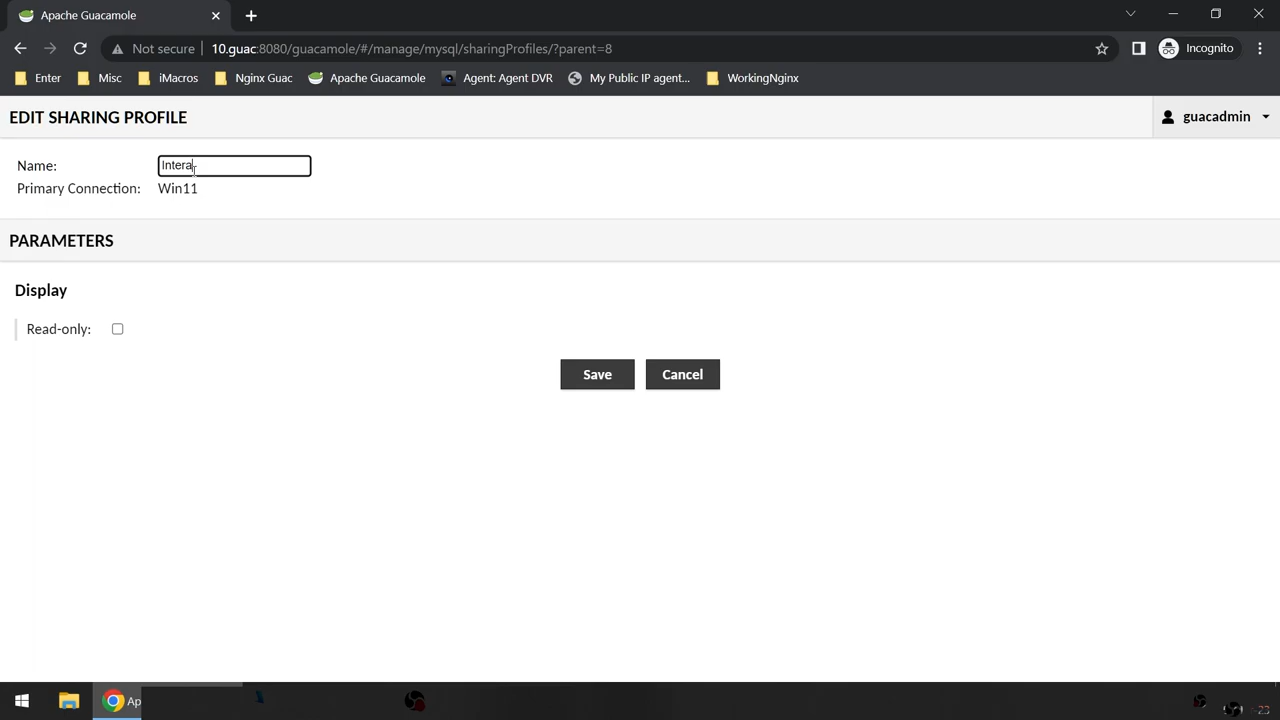 Apache Guacamole
Not secure 10.guac:8080/guacamole/#/manage/mysql/sharingProfiles/?parent=8 Incognito
Enter Misc iMacros Nginx Guac Apache Guacamole Agent: Agent DVR My Public IP agent... WorkingNginx
EDIT SHARING PROFILE guacadmin
Name: Intera
Primary Connection: Win11
PARAMETERS
Display
Read-only:
Save Cancel
Ap